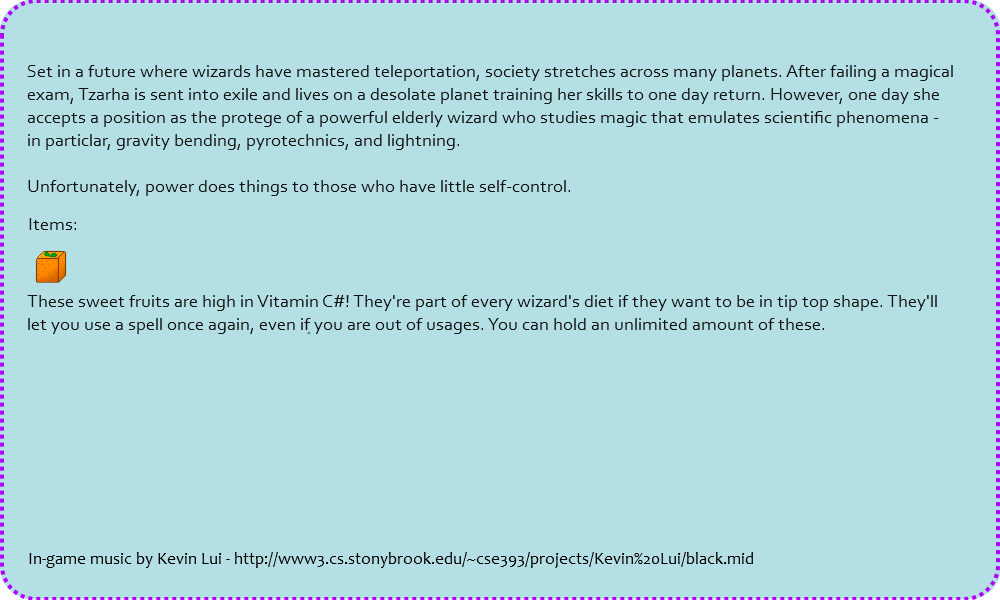 Set in a future where wizards have mastered teleportation, society stretches across many planets. After failing a magical
exam, Tzarha is sent into exile and lives on a desolate planet training her skills to one day return. However, one day she
accepts a position as the protege of a powerful elderly wizard who studies magic that emulates scientific phenomena -
in particlar, gravity bending, pyrotechnics, and lightning.
Unfortunately, power does things to those who have little self-control.
Items:
These sweet fruits are high in Vitamin C#! They're part of every wizard's diet if they want to be in tip top shape. They'll
let you use a spell once again, even if you are out of usages. You can hold an unlimited amount of these.
In-game music by Kevin Lui - http://www3.cs.stonybrook.edu/~cse393/projects/Kevin%20Lui/black.mid